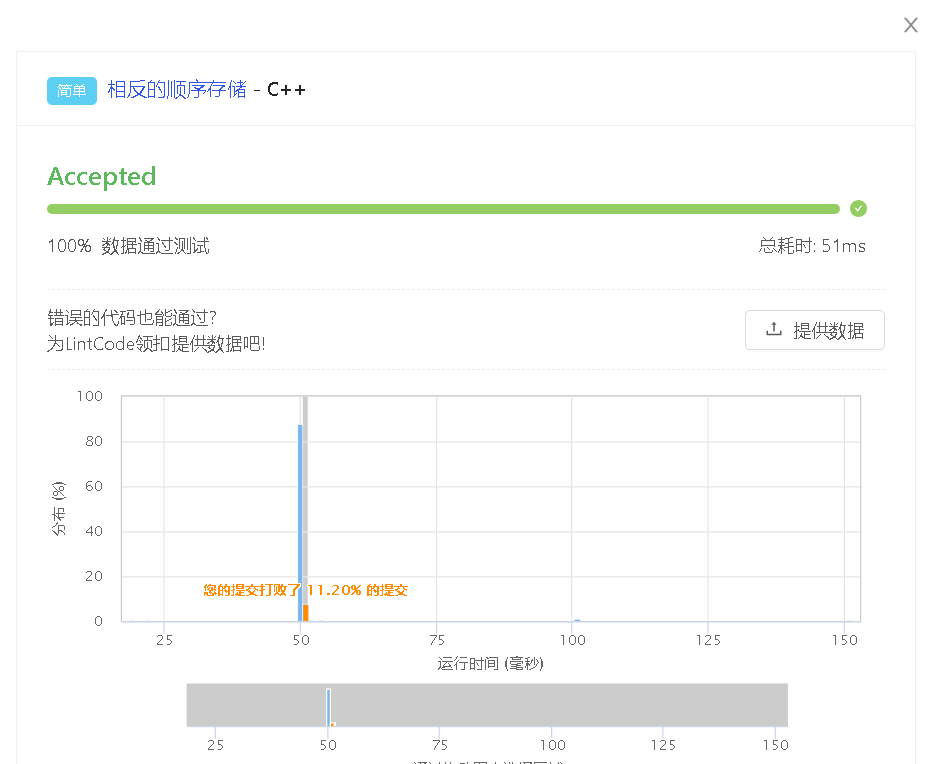 X
简单 相反的顺序存储 - C++
Accepted
100% 数据通过测试 总耗时: 51ms
错误的代码也能通过?
为LintCode领扣提供数据吧!
提供数据
100
80
60
40
20
0
分布 (%)
您的提交打败了 11.20% 的提交
25 50 75 100 125 150
运行时间 (毫秒)
25 50 75 100 125 150